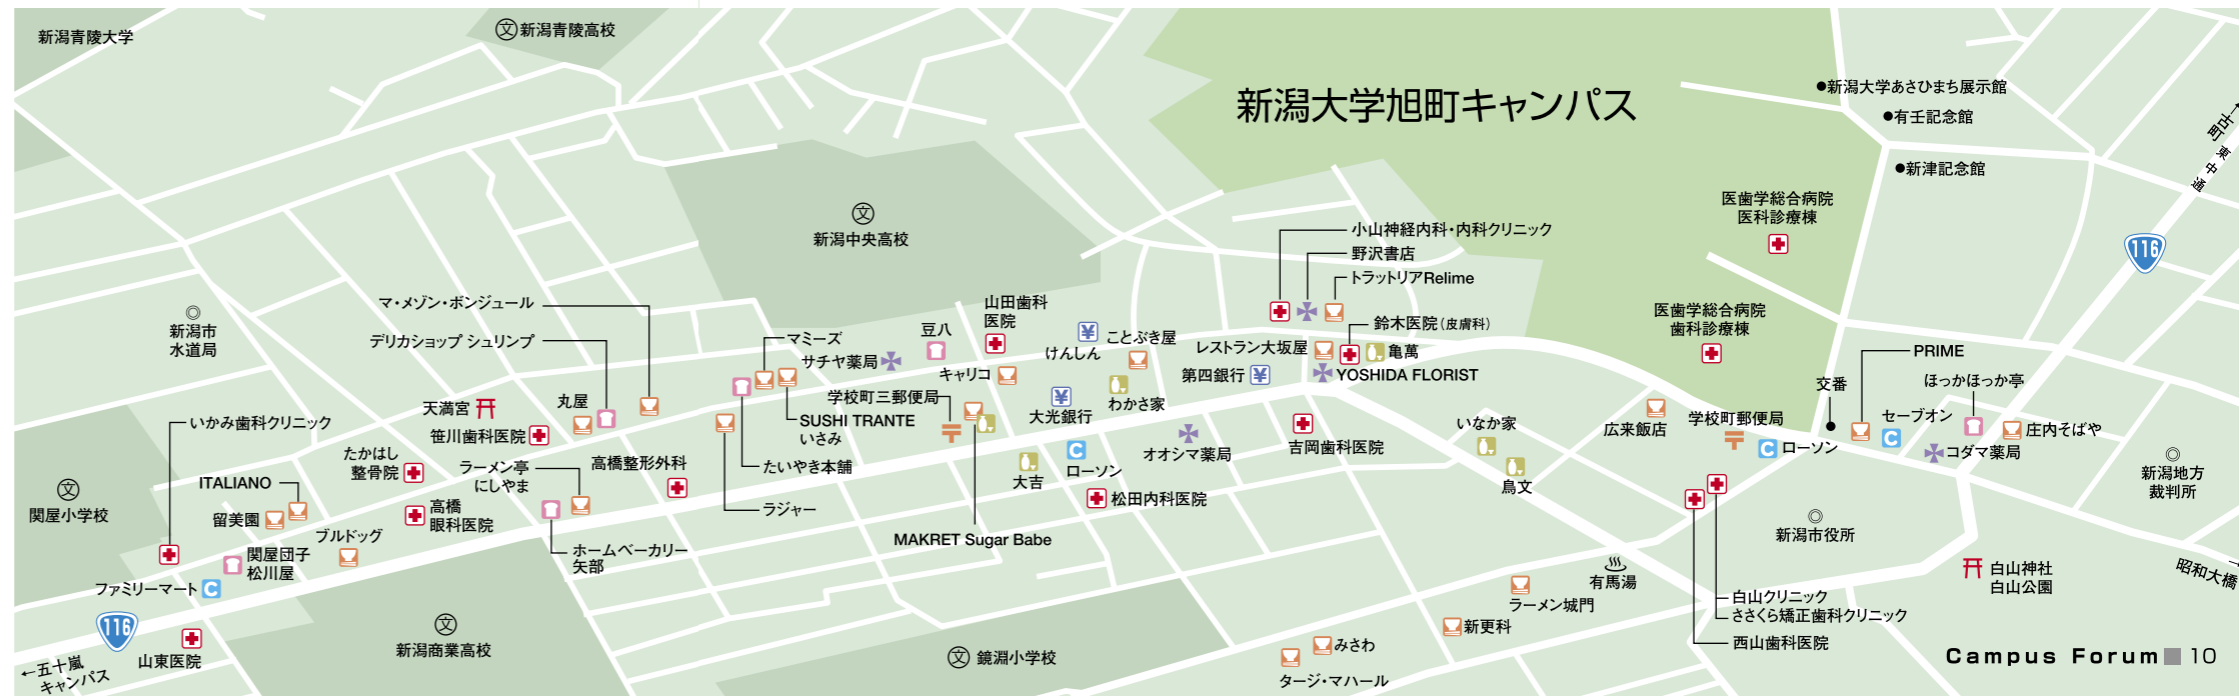 新潟青陵大学
文
新潟青陵高校
新潟大学旭町キャンパス
●新潟大学あさひまち展示館
●有壬記念館
●新津記念館
↑古町
東中通
116
医歯学総合病院
医科診療棟
文
新潟中央高校
小山神経内科・内科クリニック
野沢書店
トラットリアRelime
鈴木医院(皮膚科)
医歯学総合病院
歯科診療棟
新潟市
水道局
マ・メゾン・ボンジュール
デリカショップ シュリンプ
山田歯科
医院
マミーズ
サチヤ薬局
豆八
¥
けんしん
ことぶき屋
レストラン大坂屋
亀萬
キャリコ
第四銀行
¥
YOSHIDA FLORIST
PRIME
交番
ほっかほっか亭
天満宮
丸屋
学校町三郵便局
¥
大光銀行
わかさ家
いかみ歯科クリニック
笹川歯科医院
SUSHI TRANTE
いさみ
広来飯店
学校町郵便局
セーブオン
C
庄内そばや
いなか家
たかはし
整骨院
ラーメン亭
にしやま
高橋整形外科
たいやき本舗
大吉
C
ローソン
オオシマ薬局
吉岡歯科医院
C
ローソン
コダマ薬局
鳥文
新潟地方
裁判所
ITALIANO
留美園
文
関屋小学校
高橋
眼科医院
ラジャー
松田内科医院
新潟市役所
ブルドッグ
MAKRET Sugar Babe
関屋団子
松川屋
ホームベーカリー
矢部
ファミリーマート
C
有馬湯
白山神社
白山公園
昭和大橋
ラーメン城門
白山クリニック
ささくら矯正歯科クリニック
西山歯科医院
116
文
新潟商業高校
新更科
みさわ
山東医院
文
鏡淵小学校
タージ・マハール
←五十嵐
キャンパス
Campus Forum■10